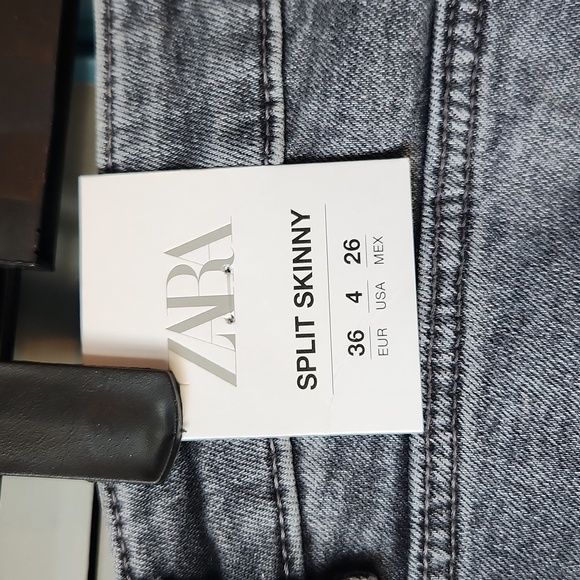 ZARA
SPLIT SKINNY
36 4 26
EUR USA MEX